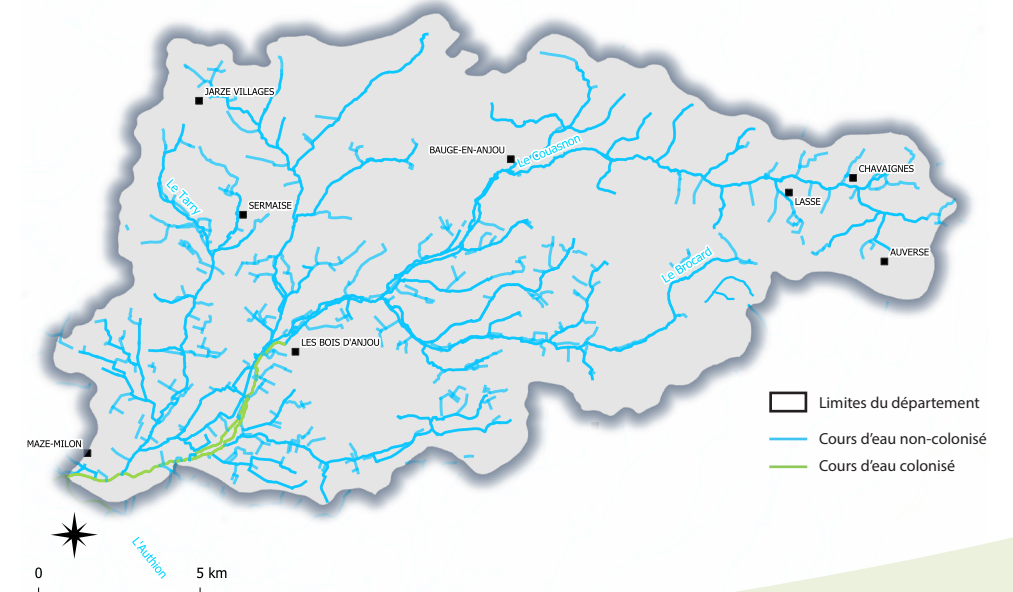 JARZE VILLAGES
BAUGE-EN-ANJOU
Le Couasnon
CHAVAIGNES
Le Tarry
SERMAISE
LASSE
AUVERSE
Le Brocard
LES BOIS D'ANJOU
Limites du département
Cours d'eau non-colonisé
MAZE-MILON
Cours d'eau colonisé
L'Authion
0 5 km